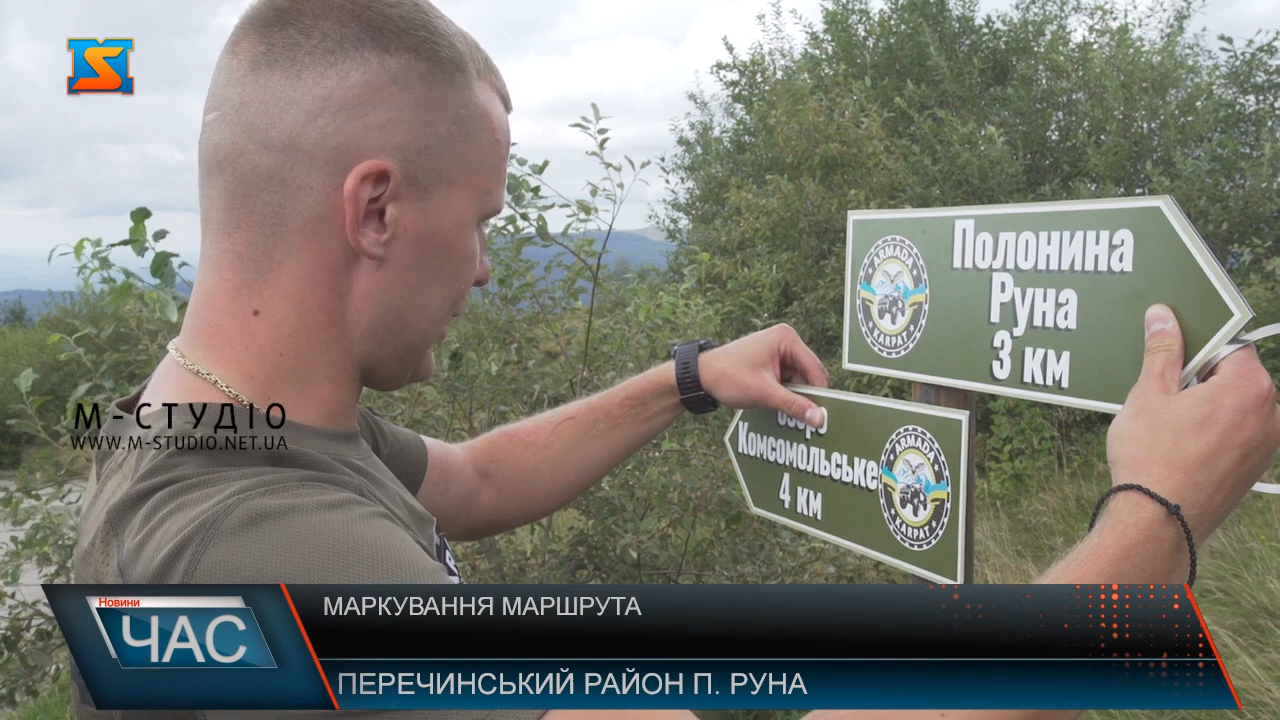 S
Полонина
Руна
3 км
ARMADA
KARPAT
озеро
Комсомольське
4 км
ARMADA
KARPAT
М-СТУДІО
WWW.M-STUDIO.NET.UA
Новини
ЧАС
МАРКУВАННЯ МАРШРУТА
ПЕРЕЧИНСЬКИЙ РАЙОН П. РУНА